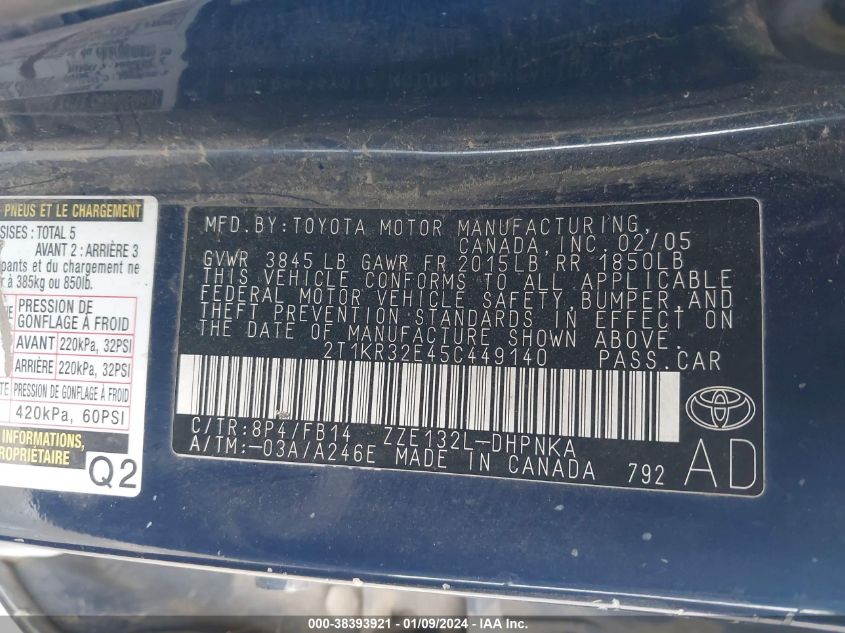 PNEUS ET LE CHARGEMENT
SISES : TOTAL 5
AVANT 2 : ARRIÈRE 3
pants et du chargement ne
r à 385kg ou 850lb.
PRESSION DE
GONFLAGE À FROID
AVANT 220kPa, 32PSI
ARRIÈRE 220kPa, 32PSI
PRESSION DE GONFLAGE À FROID
420kPa, 60PSI
Q2
MFD.BY:TOYOTA MOTOR MANUFACTURING,
CANADA, INC. 02/05
GVWR 3845 LB GAWR FR 2015LB RR 1850LB
THIS VEHICLE CONFORMS TO ALL APPLICABLE
FEDERAL MOTOR VEHICLE SAFETY, BUMPER, AND
THEFT PREVENTION STANDARDS IN EFFECT ON
THE DATE OF MANUFACTURE SHOWN ABOVE.
2T1KR32E45C449140 PASS.CAR
C/TR:8P4/FB14 ZZE132L-DHPNKA
A/TM:-03A/A246E MADE IN CANADA 792
AD
000-38393921 - 01/09/2024 - IAA Inc.